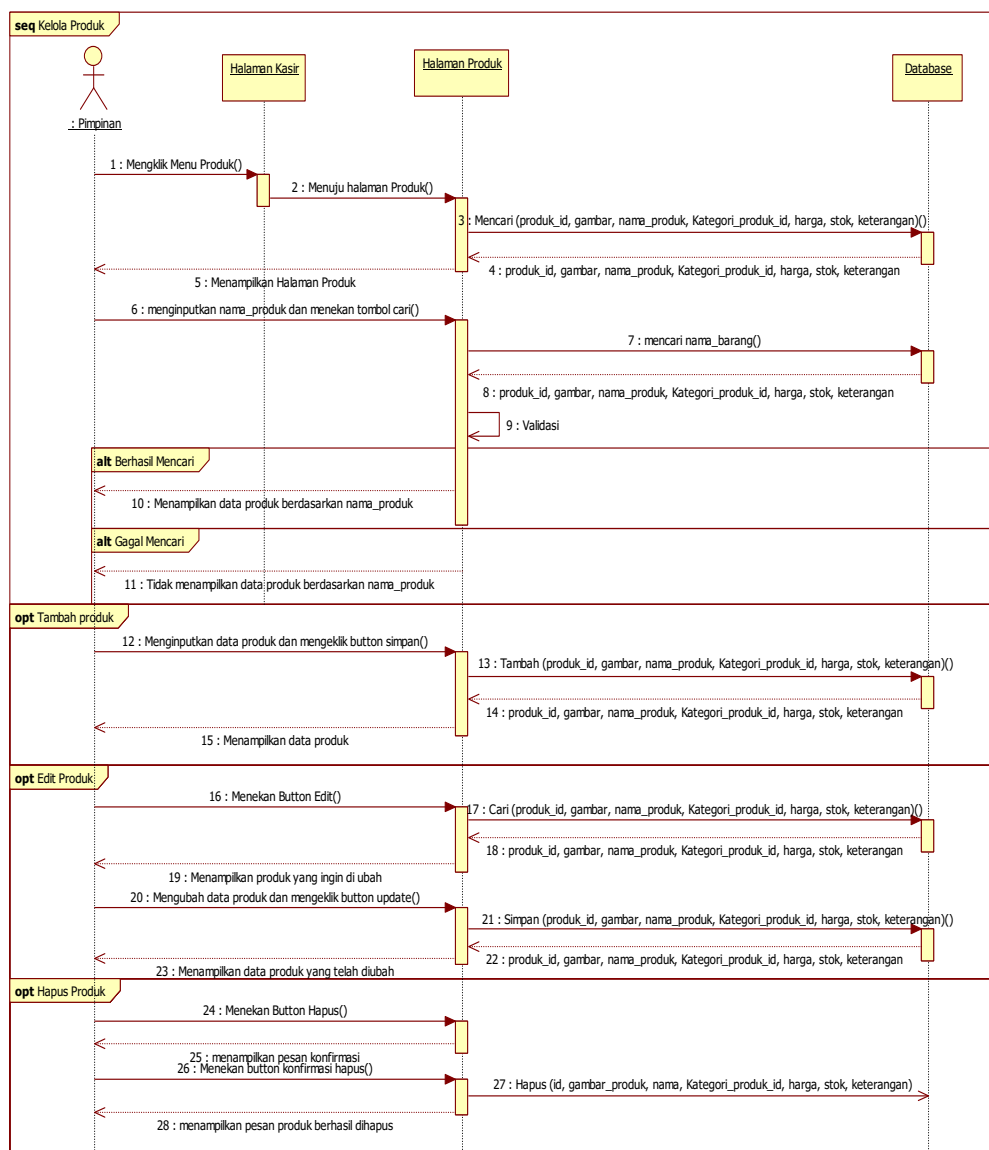 seq Kelola Produk
: Pimpinan
Halaman Kasir
Halaman Produk
Database
1 : Mengklik Menu Produk()
2 : Menuju halaman Produk()
3 : Mencari (produk_id, gambar, nama_produk, Kategori_produk_id, harga, stok, keterangan)()
4 : produk_id, gambar, nama_produk, Kategori_produk_id, harga, stok, keterangan
5 : Menampilkan Halaman Produk
6 : menginputkan nama_produk dan menekan tombol cari()
7 : mencari nama_barang()
8 : produk_id, gambar, nama_produk, Kategori_produk_id, harga, stok, keterangan
9 : Validasi
alt Berhasil Mencari
10 : Menampilkan data produk berdasarkan nama_produk
alt Gagal Mencari
11 : Tidak menampilkan data produk berdasarkan nama_produk
opt Tambah produk
12 : Menginputkan data produk dan mengeklik button simpan()
13 : Tambah (produk_id, gambar, nama_produk, Kategori_produk_id, harga, stok, keterangan)()
14 : produk_id, gambar, nama_produk, Kategori_produk_id, harga, stok, keterangan
15 : Menampilkan data produk
opt Edit Produk
16 : Menekan Button Edit()
17 : Cari (produk_id, gambar, nama_produk, Kategori_produk_id, harga, stok, keterangan)()
18 : produk_id, gambar, nama_produk, Kategori_produk_id, harga, stok, keterangan
19 : Menampilkan produk yang ingin di ubah
20 : Mengubah data produk dan mengeklik button update()
21 : Simpan (produk_id, gambar, nama_produk, Kategori_produk_id, harga, stok, keterangan)()
22 : produk_id, gambar, nama_produk, Kategori_produk_id, harga, stok, keterangan
23 : Menampilkan data produk yang telah diubah
opt Hapus Produk
24 : Menekan Button Hapus()
25 : menampilkan pesan konfirmasi
26 : Menekan button konfirmasi hapus()
27 : Hapus (id, gambar_produk, nama, Kategori_produk_id, harga, stok, keterangan)
28 : menampilkan pesan produk berhasil dihapus